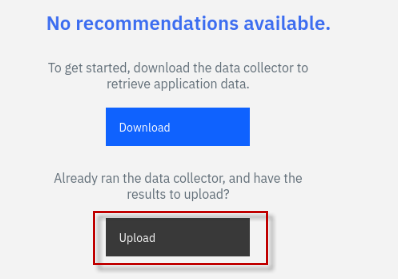 No recommendations available.
To get started, download the data collector to
retrieve application data.
Download
Already ran the data collector, and have the
results to upload?
Upload